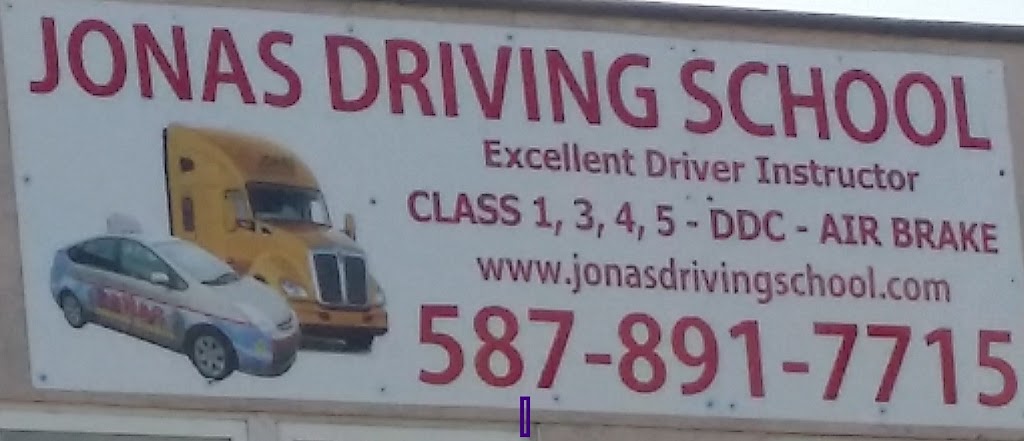 JONAS DRIVING SCHOOL
Excellent Driver Instructor
CLASS 1, 3, 4, 5 - DDC - AIR BRAKE
www.jonasdrivingschool.com
587-891-7715